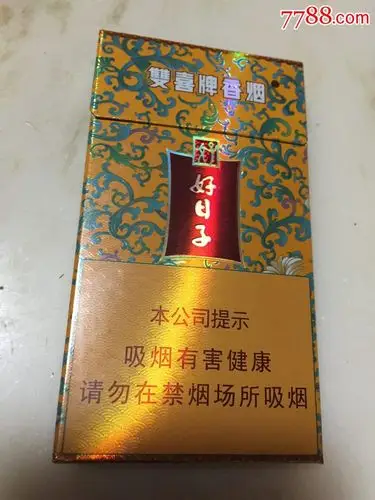 7788.com
雙喜牌香烟
好日子
本公司提示
吸烟有害健康
请勿在禁烟场所吸烟